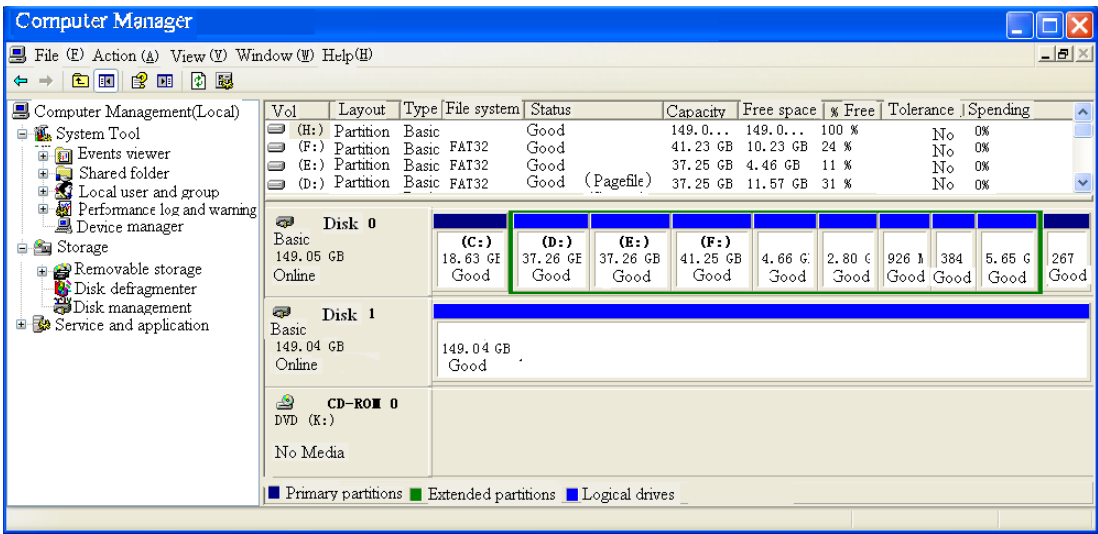 Computer Manager
File (F) Action (A) View (V) Window (W) Help(H)
Computer Management(Local)
System Tool
Events viewer
Shared folder
Local user and group
Performance log and warning
Device manager
Storage
Removable storage
Disk defragmenter
Disk management
Service and application
Vol Layout Type File system Status Capacity Free space % Free Tolerance Spending
(H:) Partition Basic Good 149.0... 149.0... 100 % No 0%
(F:) Partition Basic FAT32 Good 41.23 GB 10.23 GB 24 % No 0%
(E:) Partition Basic FAT32 Good 37.25 GB 4.46 GB 11 % No 0%
(D:) Partition Basic FAT32 Good (Pagefile) 37.25 GB 11.57 GB 31 % No 0%
Disk 0
Basic
149.05 GB
Online
(C:) (D:) (E:) (F:)
18.63 GE 37.26 GE 37.26 GB 41.25 GB 4.66 G 2.80 G 926 384 5.65 G 267
Good Good Good Good Good Good Good Good Good Good
Disk 1
Basic
149.04 GB
Online
149.04 GB
Good
CD-ROM 0
DVD (K:)
No Media
Primary partitions Extended partitions Logical drives